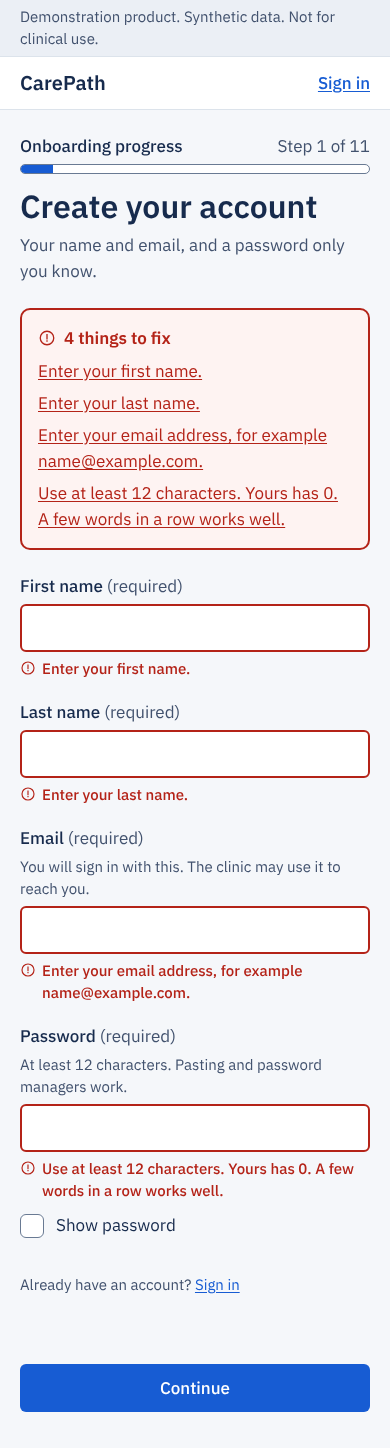 Demonstration product. Synthetic data. Not for
clinical use.
CarePath
Sign in
Onboarding progress
Step 1 of 11
Create your account
Your name and email, and a password only
you know.
4 things to fix
Enter your first name.
Enter your last name.
Enter your email address, for example
name@example.com.
Use at least 12 characters. Yours has 0.
A few words in a row works well.
First name (required)
Enter your first name.
Last name (required)
Enter your last name.
Email (required)
You will sign in with this. The clinic may use it to
reach you.
Enter your email address, for example
name@example.com.
Password (required)
At least 12 characters. Pasting and password
managers work.
Use at least 12 characters. Yours has 0. A few
words in a row works well.
Show password
Already have an account? Sign in
Continue